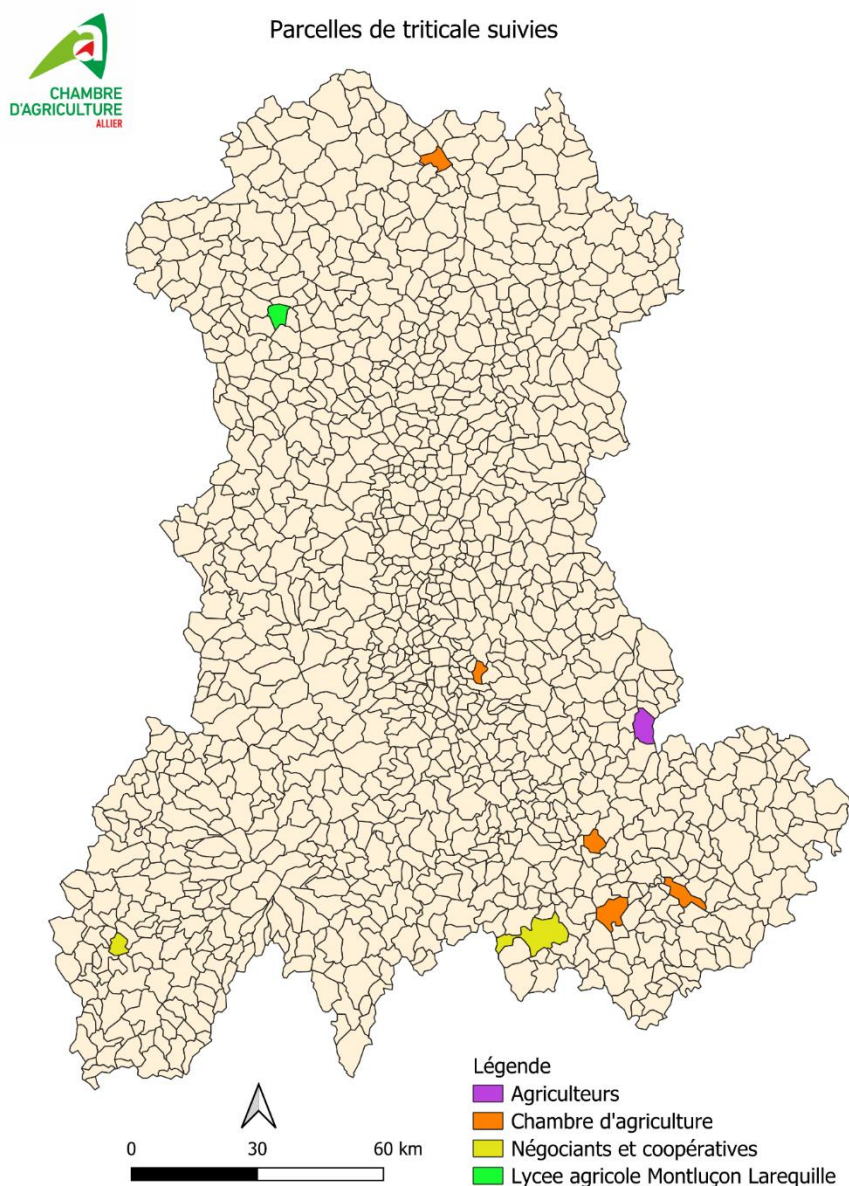 Parcelles de triticale suivies
a
CHAMBRE
D'AGRICULTURE
ALLIER
Légende
Agriculteurs
Chambre d'agriculture
Négociants et coopératives
Lycee agricole Montluçon Larequille
0 30 60 km